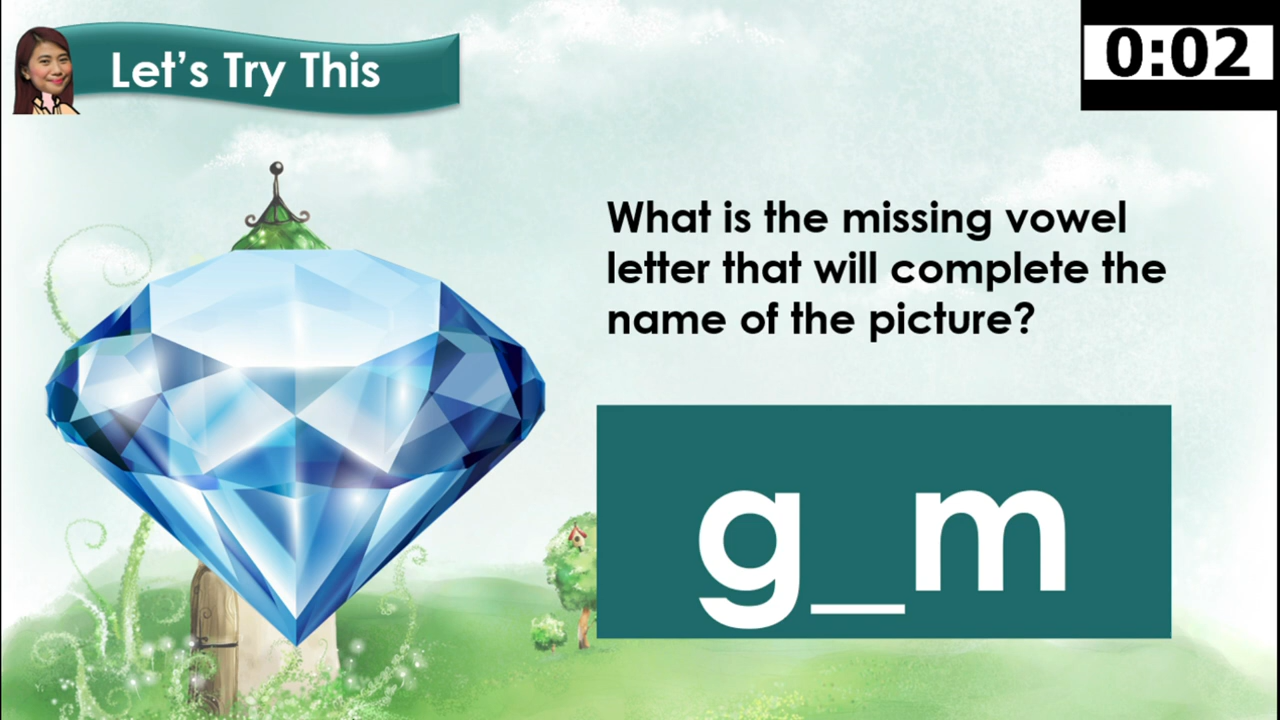 Let's Try This
0:02
What is the missing vowel
letter that will complete the
name of the picture?
g_m